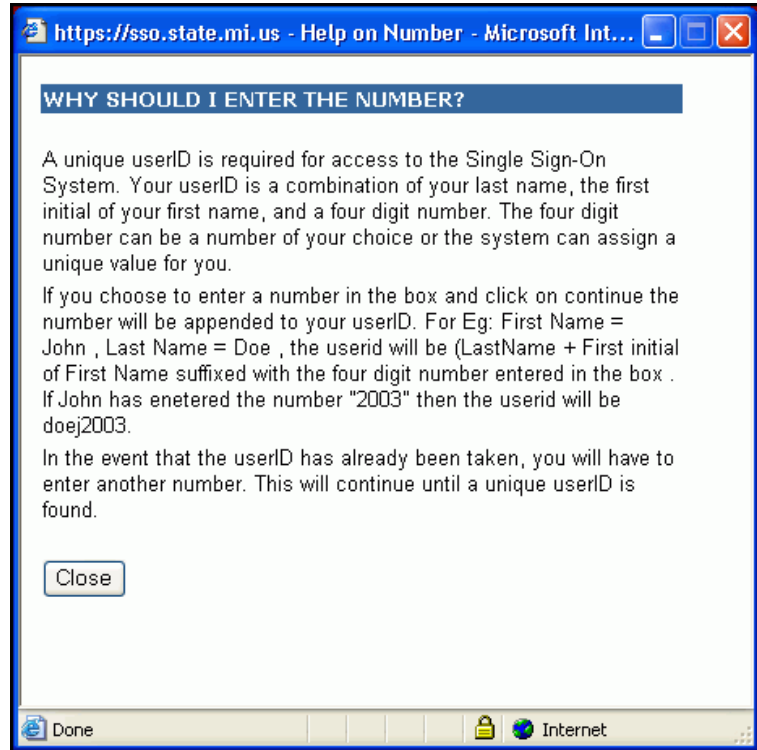 https://sso.state.mi.us - Help on Number - Microsoft Int...
WHY SHOULD I ENTER THE NUMBER?
A unique userID is required for access to the Single Sign-On
System. Your userID is a combination of your last name, the first
initial of your first name, and a four digit number. The four digit
number can be a number of your choice or the system can assign a
unique value for you.
If you choose to enter a number in the box and click on continue the
number will be appended to your userID. For Eg: First Name =
John , Last Name = Doe , the userid will be (LastName + First initial
of First Name suffixed with the four digit number entered in the box .
If John has enetered the number "2003" then the userid will be
doej2003.
In the event that the userID has already been taken, you will have to
enter another number. This will continue until a unique userID is
found.
Close
Done Internet